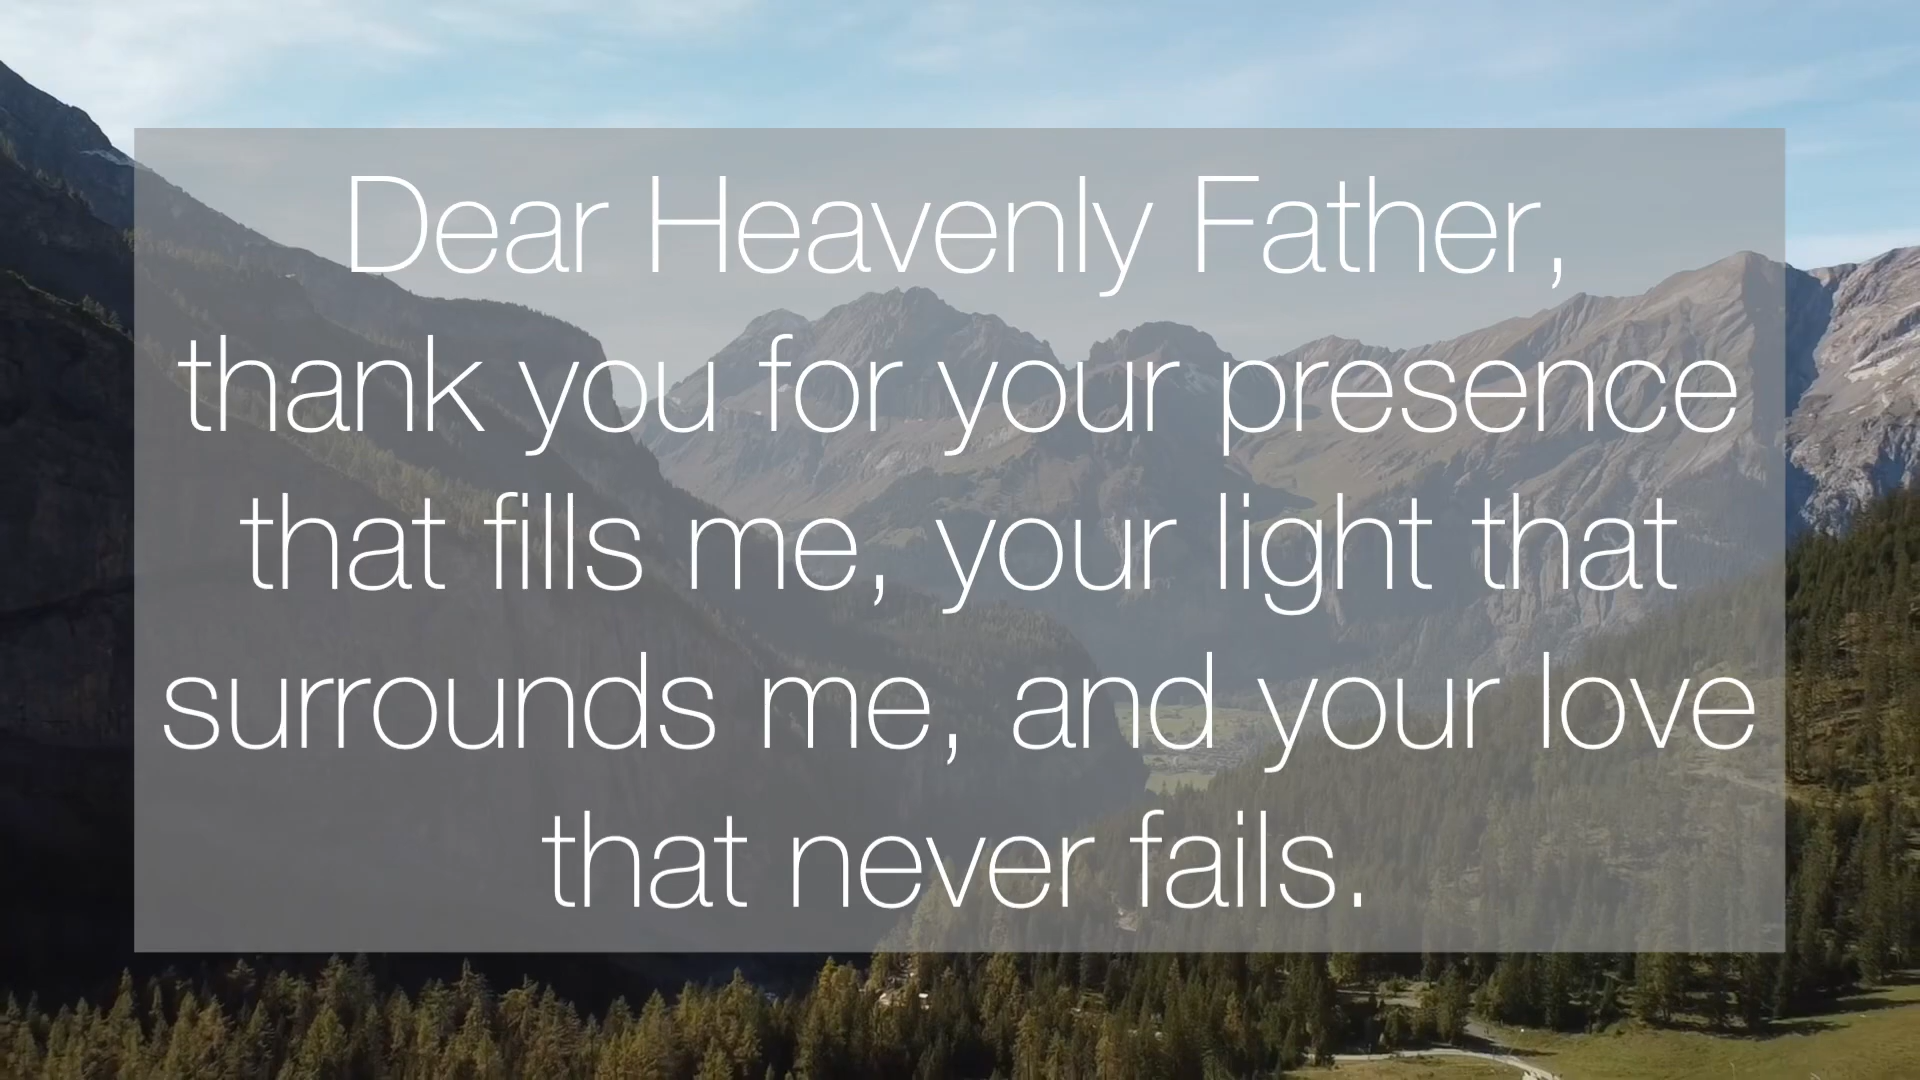 Dear Heavenly Father,
thank you for your presence
that fills me, your light that
surrounds me, and your love
that never fails.